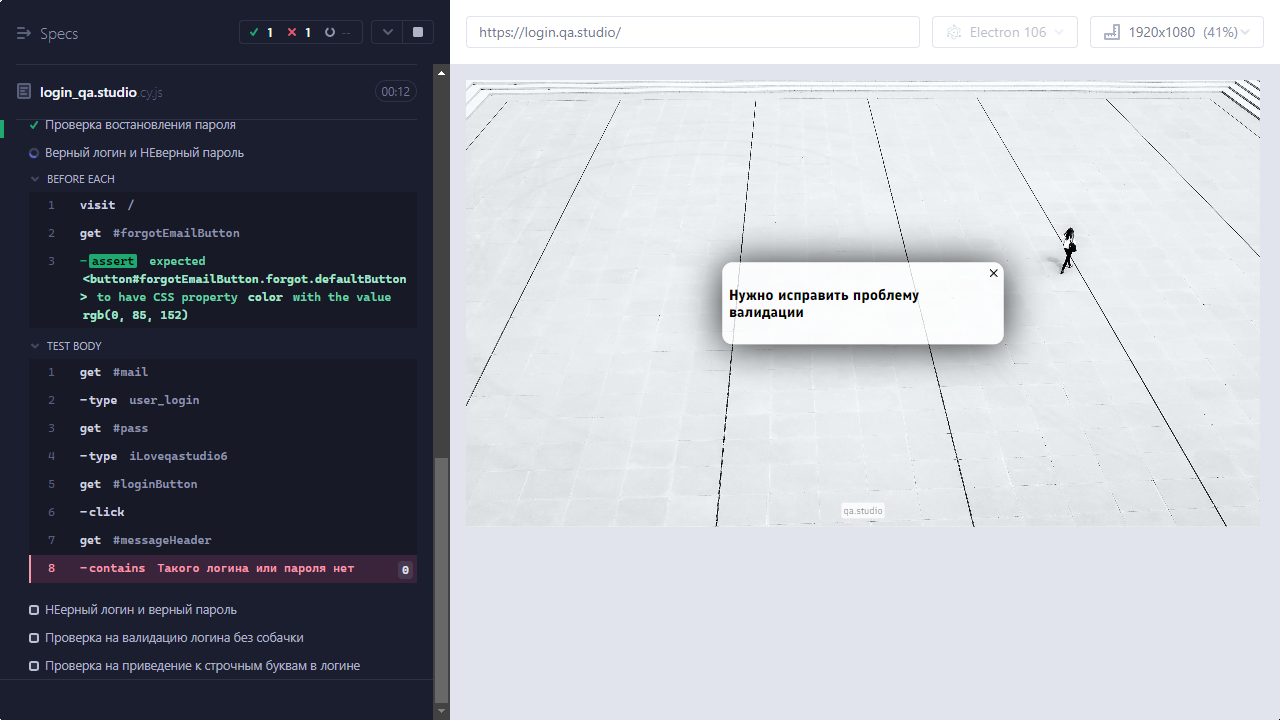 Specs
1
1
--
https://login.qa.studio/
Electron 106
1920x1080 (41%)
login_qa.studio.cy.js
00:12
Проверка востановления пароля
Верный логин и НЕверный пароль
BEFORE EACH
1 visit /
2 get #forgotEmailButton
3 -assert expected
<button#forgotEmailButton.forgot.defaultButton
> to have CSS property color with the value
rgb(0, 85, 152)
TEST BODY
1 get #mail
2 -type user_login
3 get #pass
4 -type iLoveqastudio6
5 get #loginButton
6 -click
7 get #messageHeader
8 -contains Такого логина или пароля нет 0
НЕерный логин и верный пароль
Проверка на валидацию логина без собачки
Проверка на приведение к строчным буквам в логине
Нужно исправить проблему
валидации
qa.studio